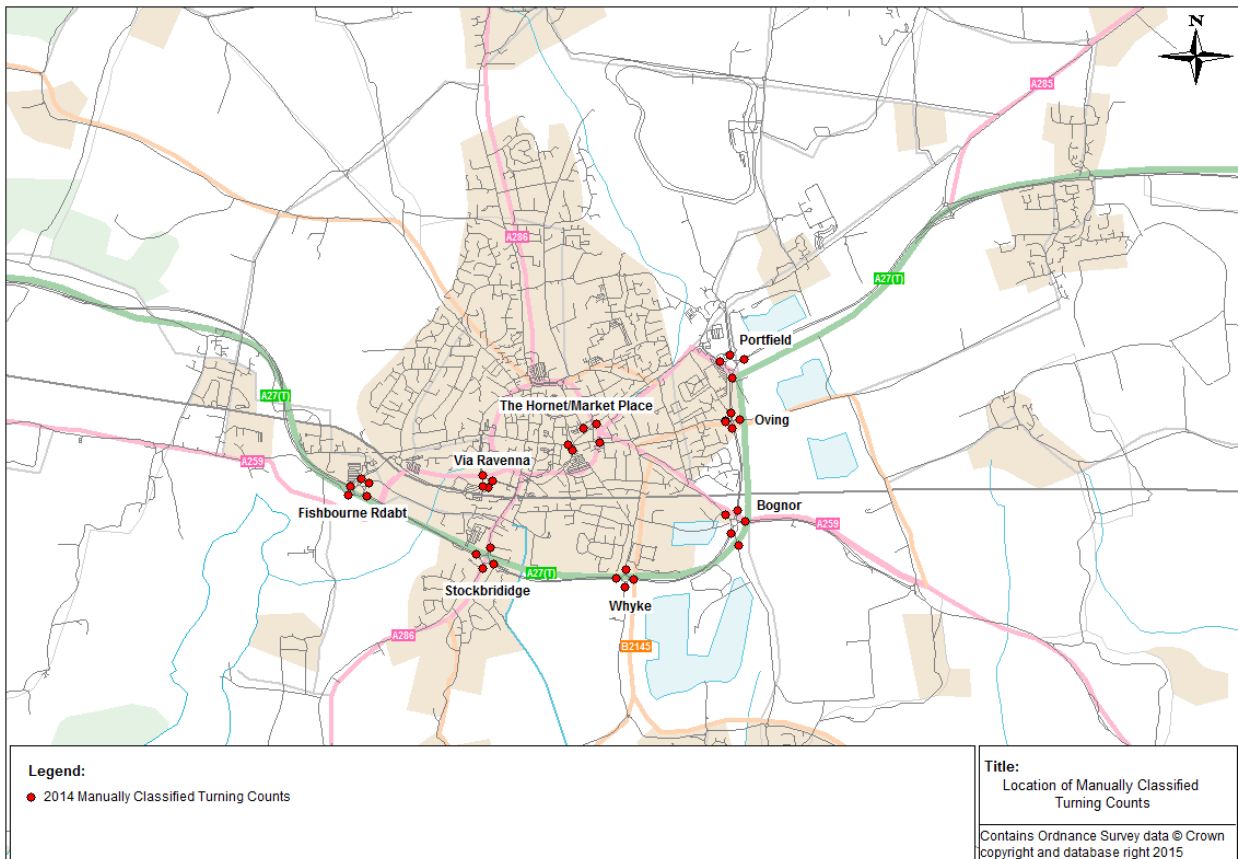 N
A285
A286
A27(T)
Portfield
A27(T)
The Hornet/Market Place
Oving
Via Ravenna
A259
Fishbourne Rdabt
Bognor
A259
A27(T)
Stockbrididge
Whyke
A286
B2145
Legend:
2014 Manually Classified Turning Counts
Title:
Location of Manually Classified
Turning Counts
Contains Ordnance Survey data © Crown
copyright and database right 2015